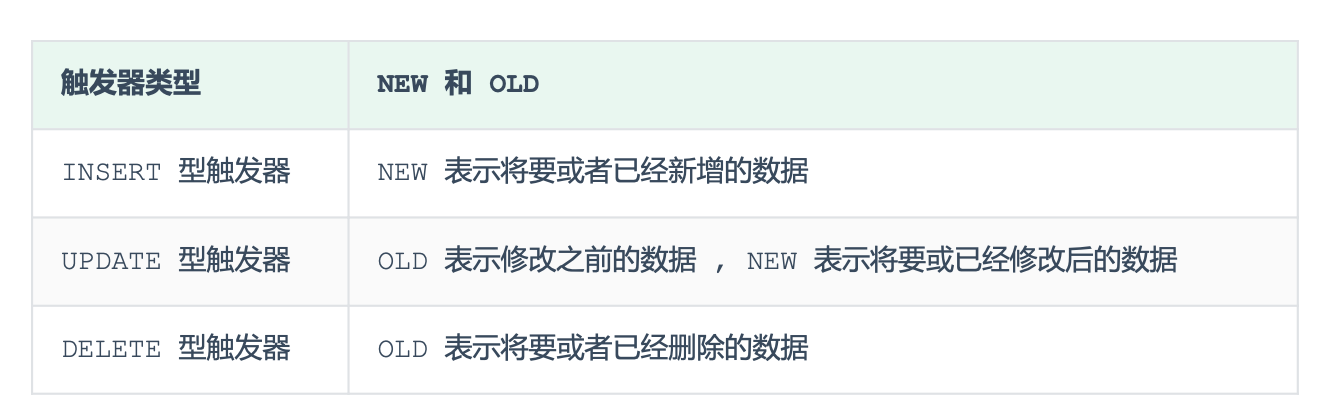 触发器类型 NEW 和 OLD
INSERT 型触发器 NEW 表示将要或者已经新增的数据
UPDATE 型触发器 OLD 表示修改之前的数据 , NEW 表示将要或已经修改后的数据
DELETE 型触发器 OLD 表示将要或者已经删除的数据